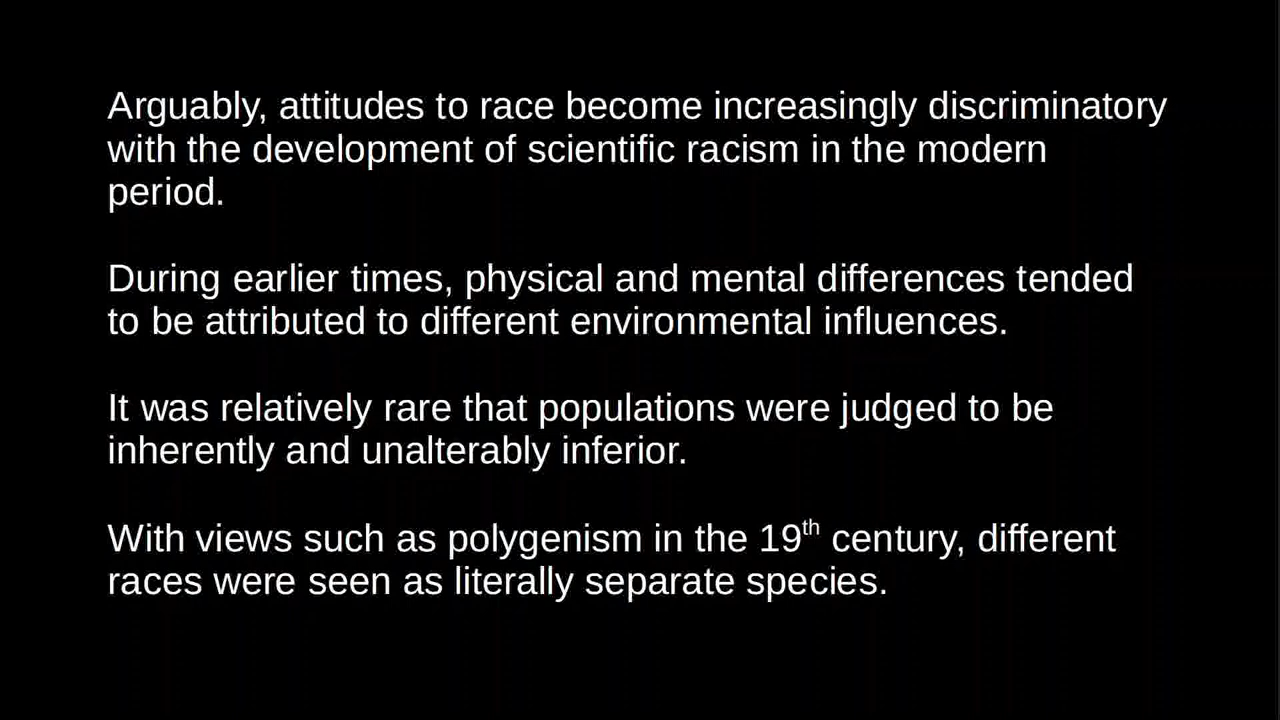 Arguably, attitudes to race become increasingly discriminatory
with the development of scientific racism in the modern
period.
During earlier times, physical and mental differences tended
to be attributed to different environmental influences.
It was relatively rare that populations were judged to be
inherently and unalterably inferior.
With views such as polygenism in the 19th century, different
races were seen as literally separate species.